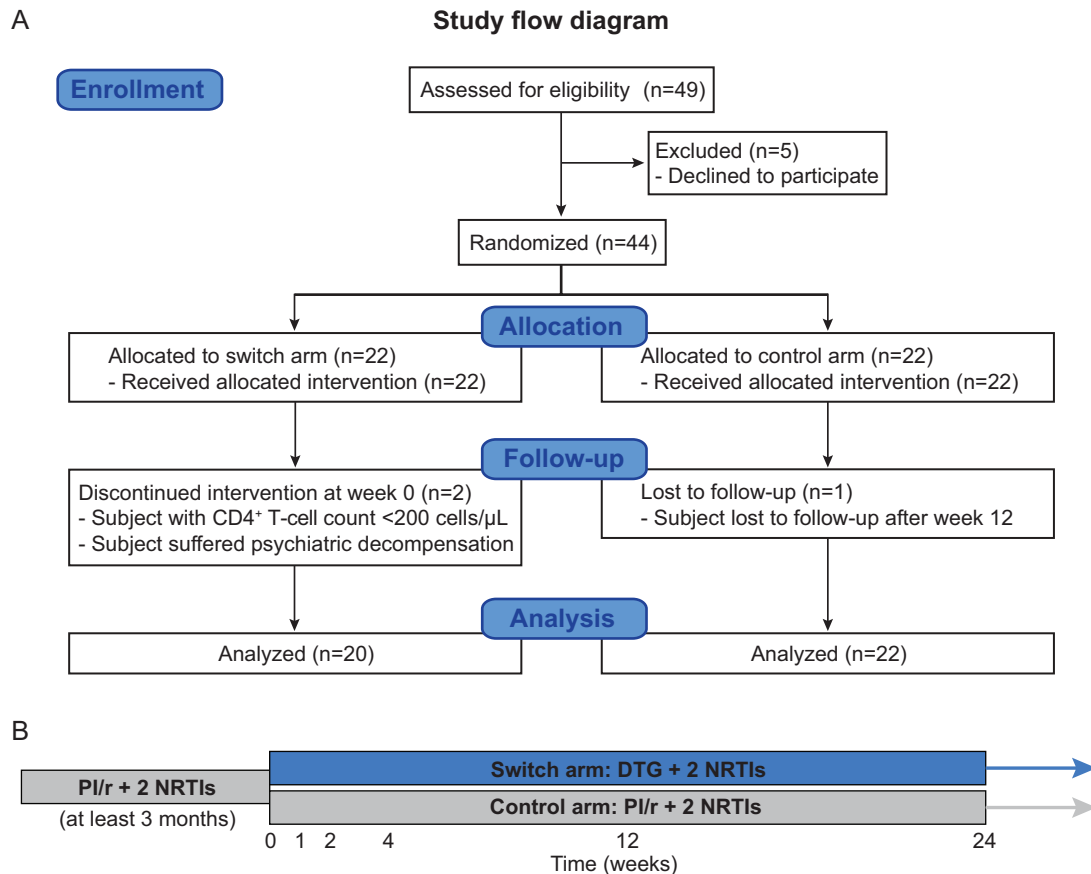 A
Study flow diagram
Enrollment
Assessed for eligibility (n=49)
Excluded (n=5)
- Declined to participate
Randomized (n=44)
Allocation
Allocated to switch arm (n=22)
- Received allocated intervention (n=22)
Allocated to control arm (n=22)
- Received allocated intervention (n=22)
Follow-up
Discontinued intervention at week 0 (n=2)
- Subject with CD4⁺ T-cell count <200 cells/µL
- Subject suffered psychiatric decompensation
Lost to follow-up (n=1)
- Subject lost to follow-up after week 12
Analysis
Analyzed (n=20)
Analyzed (n=22)
B
PI/r + 2 NRTIs
(at least 3 months)
Switch arm: DTG + 2 NRTIs
Control arm: PI/r + 2 NRTIs
0 1 2 4 12 24
Time (weeks)